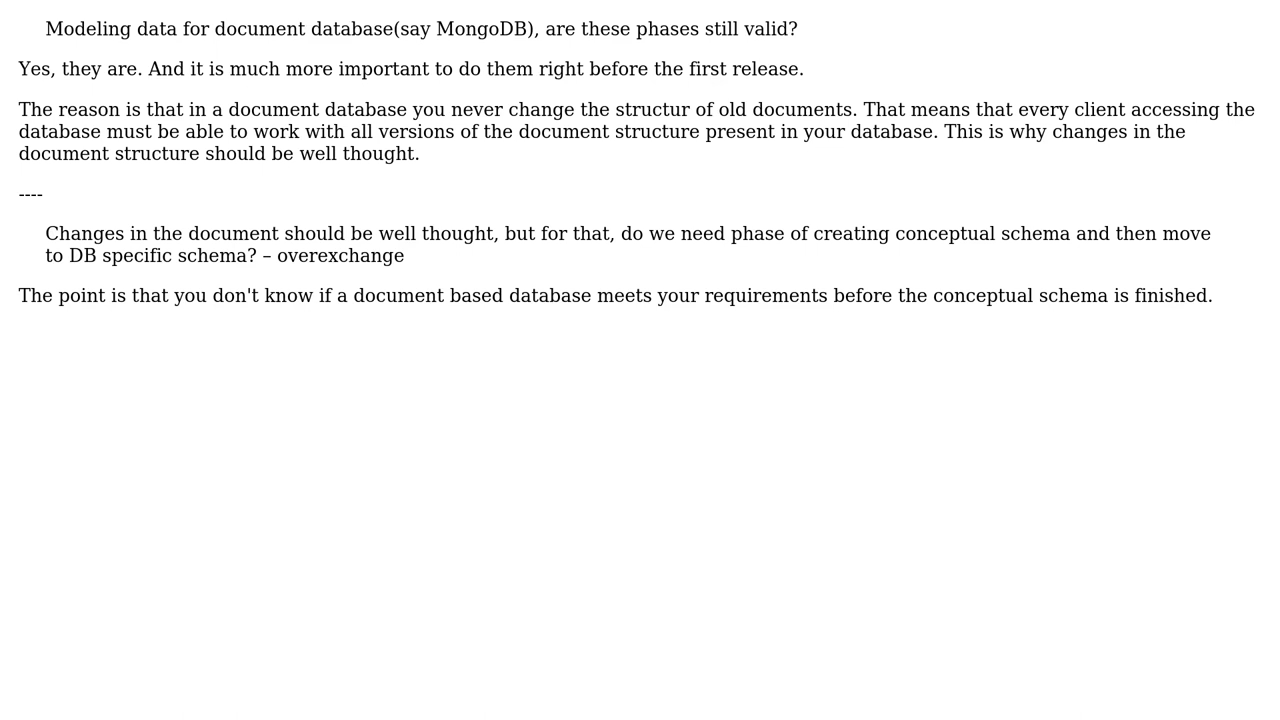 Modeling data for document database(say MongoDB), are these phases still valid?
Yes, they are. And it is much more important to do them right before the first release.
The reason is that in a document database you never change the structur of old documents. That means that every client accessing the
database must be able to work with all versions of the document structure present in your database. This is why changes in the
document structure should be well thought.
----
Changes in the document should be well thought, but for that, do we need phase of creating conceptual schema and then move
to DB specific schema? – overexchange
The point is that you don't know if a document based database meets your requirements before the conceptual schema is finished.